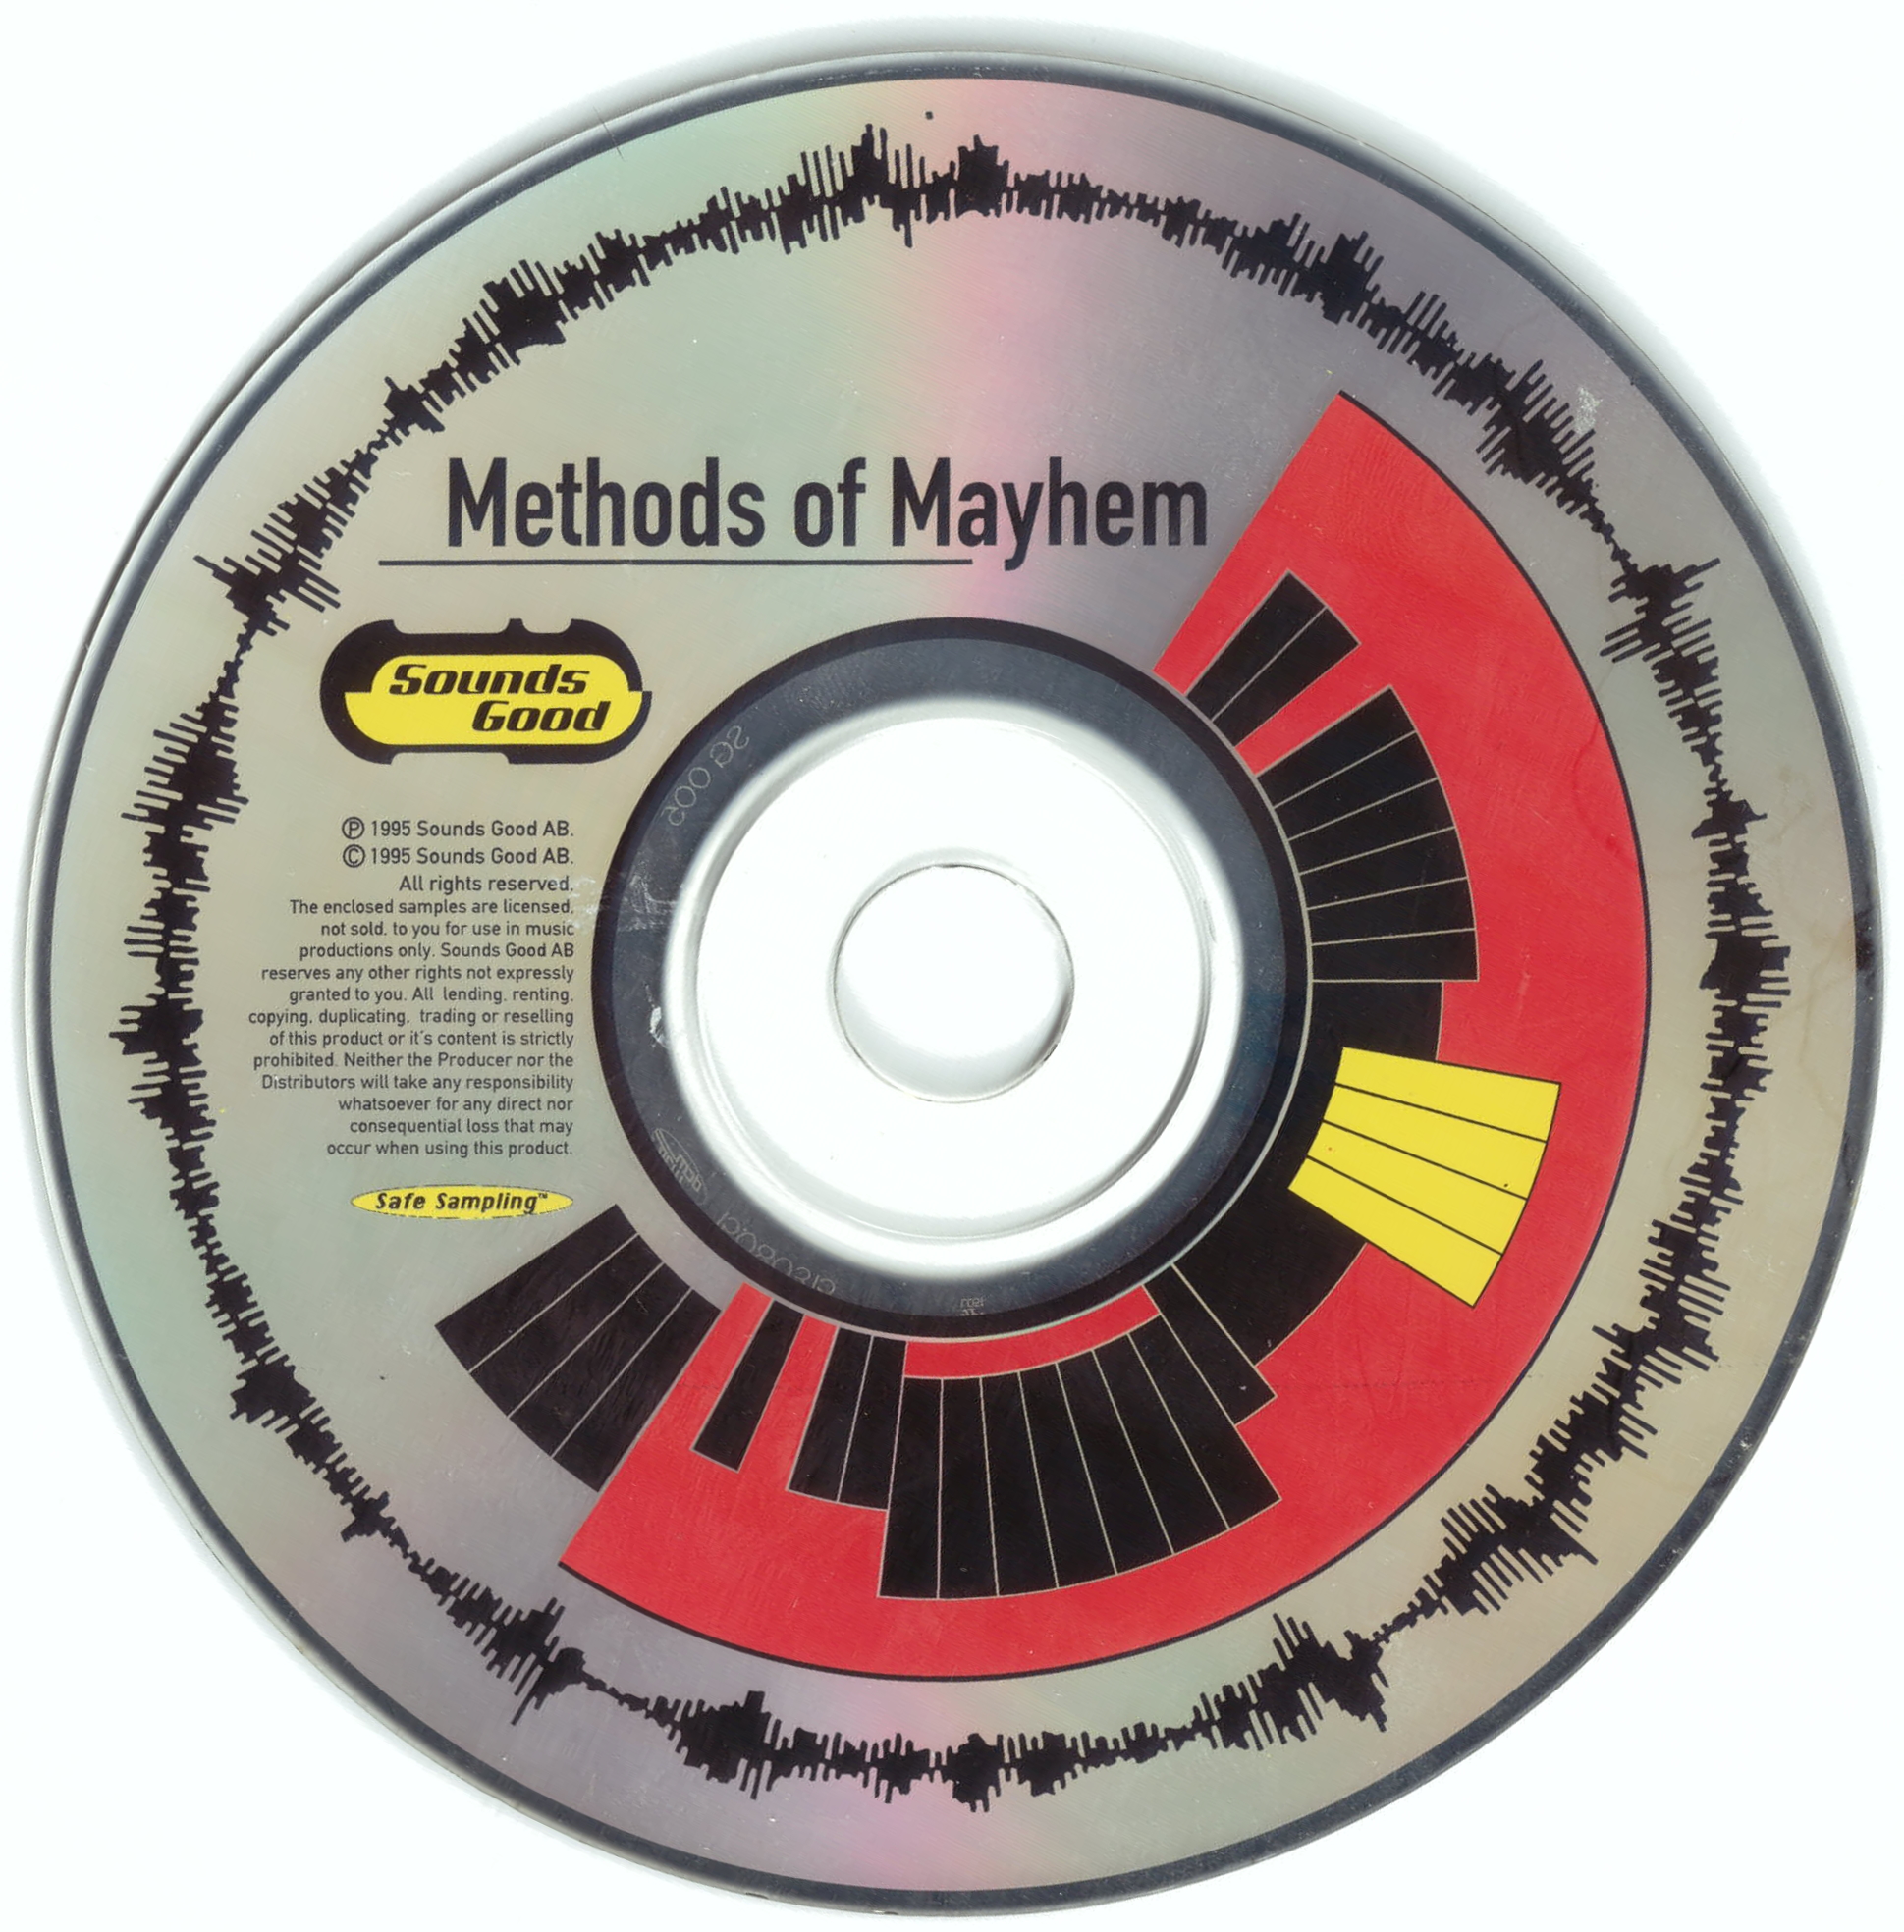 Methods of Mayhem
Sounds
Good
Ⓟ 1995 Sounds Good AB.
© 1995 Sounds Good AB.
All rights reserved.
The enclosed samples are licensed,
not sold, to you for use in music
productions only. Sounds Good AB
reserves any other rights not expressly
granted to you. All lending, renting,
copying, duplicating, trading or reselling
of this product or it's content is strictly
prohibited. Neither the Producer nor the
Distributors will take any responsibility
whatsoever for any direct nor
consequential loss that may
occur when using this product.
Safe Sampling™
SG 005